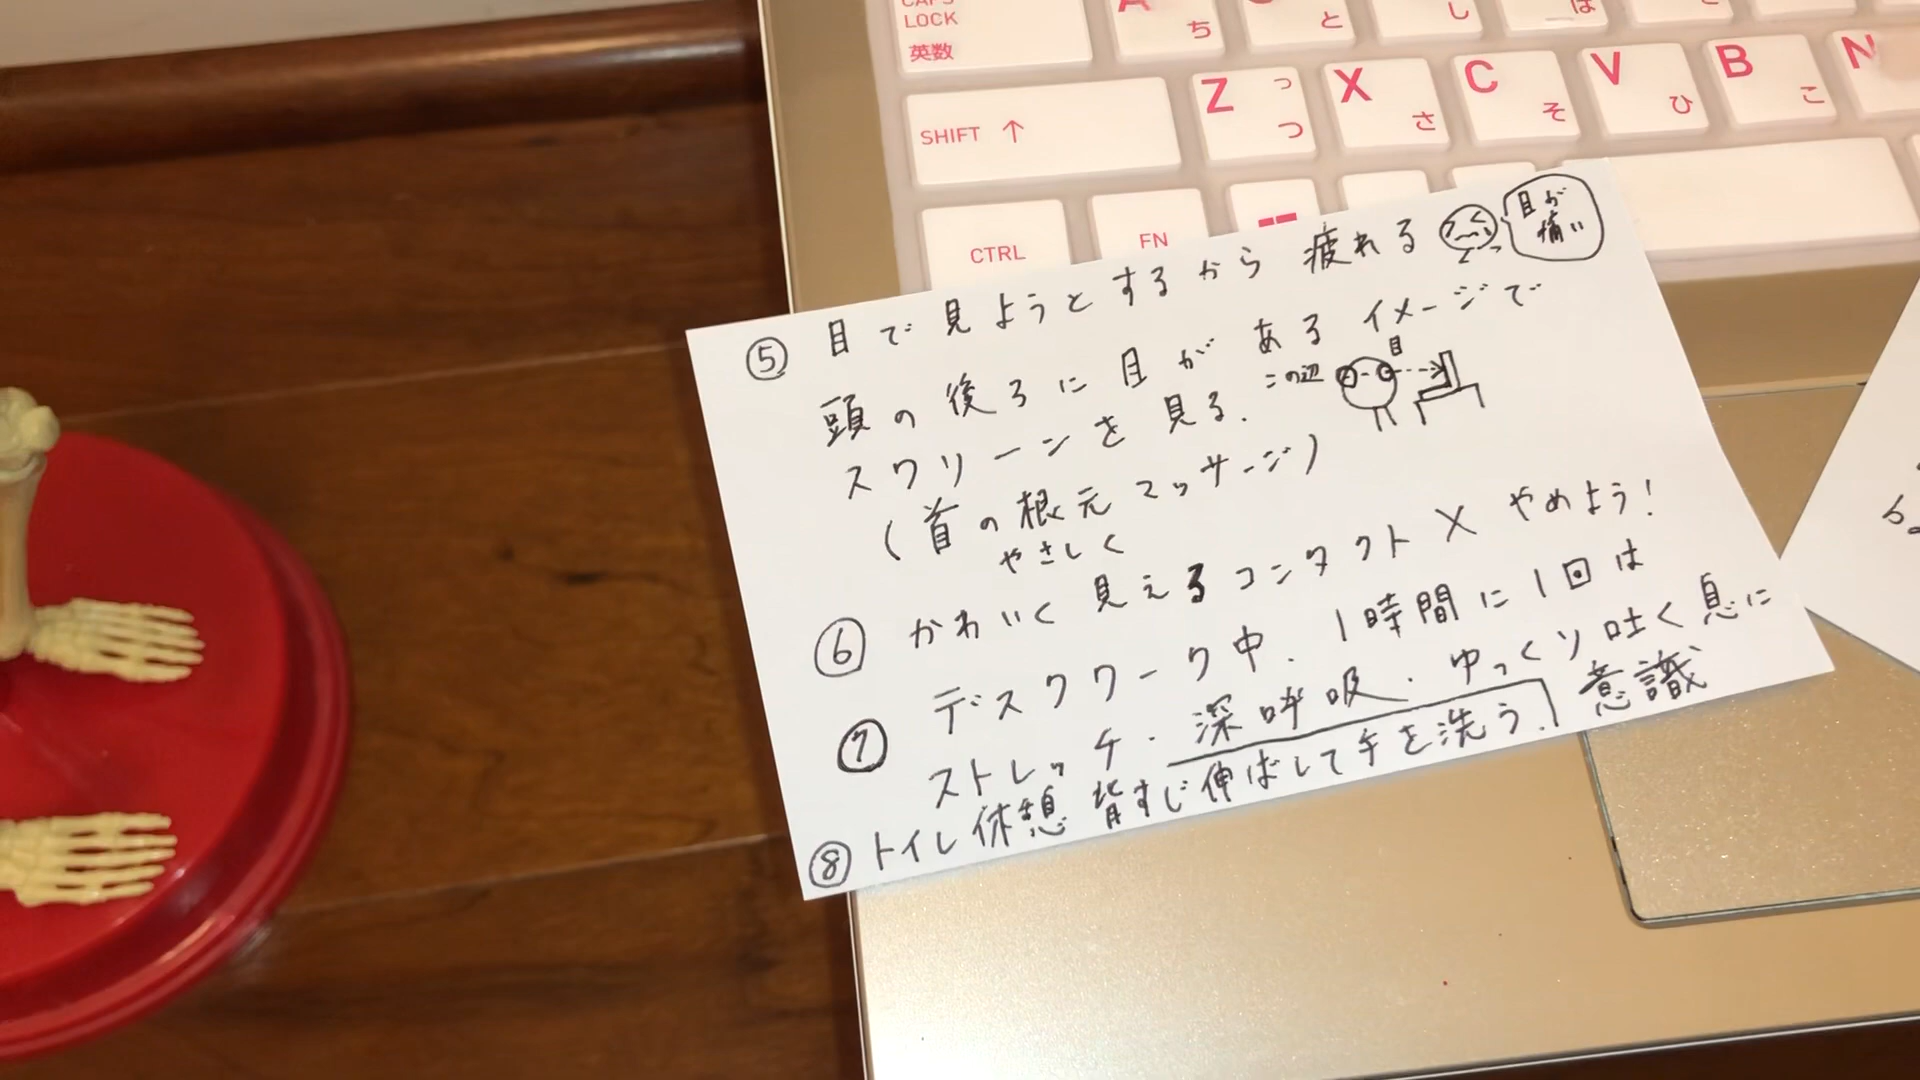 CAPS
LOCK
英数
A ち
と
し
は
SHIFT ↑
Z っ つ
X さ
C そ
V ひ
B こ
N
CTRL
FN
⑤ 目で見ようとするから疲れる
目が
痛い
頭の後ろに目があるイメージで
目
スクリーンを見る.
この辺
(首の根元マッサージ)
やさしく
⑥ かわいく見えるコンタクト X やめよう!
⑦ デスクワーク中.1時間に1回は
ストレッチ.深呼吸.ゆっくり吐く息に
意識
⑧ トイレ休憩 背すじ伸ばして手を洗う!